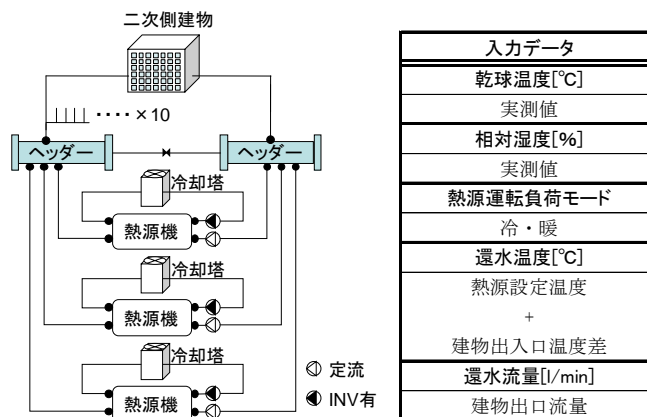 二次側建物
････×10
ヘッダー
ヘッダー
冷却塔
熱源機
冷却塔
熱源機
冷却塔
熱源機
定流
INV有
入力データ
乾球温度[℃]
実測値
相対湿度[%]
実測値
熱源運転負荷モード
冷・暖
還水温度[℃]
熱源設定温度
+
建物出入口温度差
還水流量[l/min]
建物出口流量